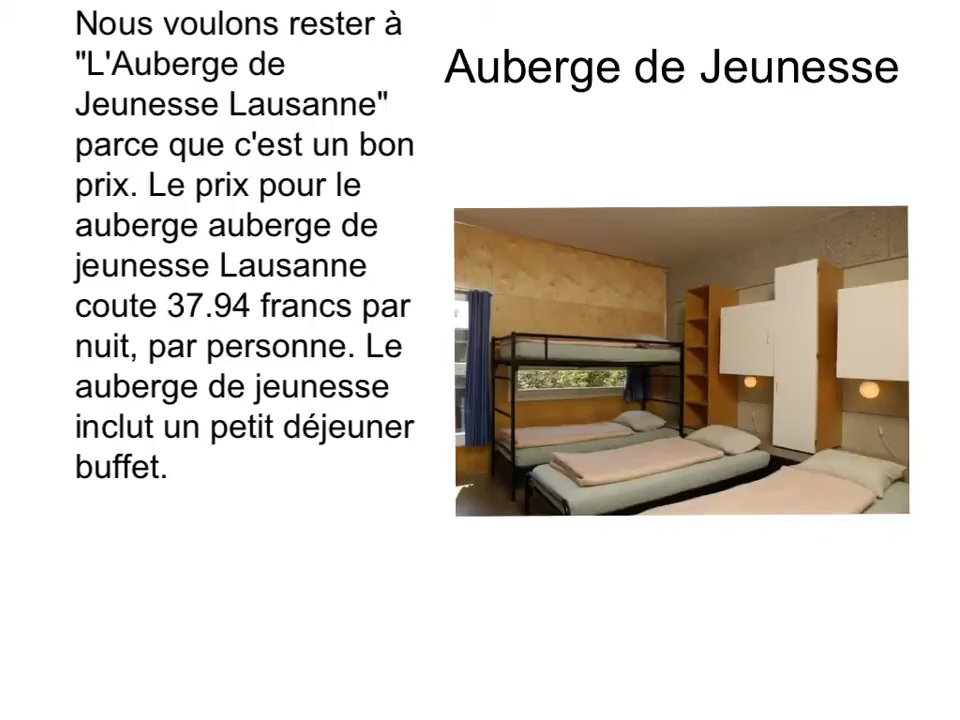 Nous voulons rester à
"L'Auberge de
Jeunesse Lausanne"
parce que c'est un bon
prix. Le prix pour le
auberge auberge de
jeunesse Lausanne
coute 37.94 francs par
nuit, par personne. Le
auberge de jeunesse
inclut un petit déjeuner
buffet.
Auberge de Jeunesse